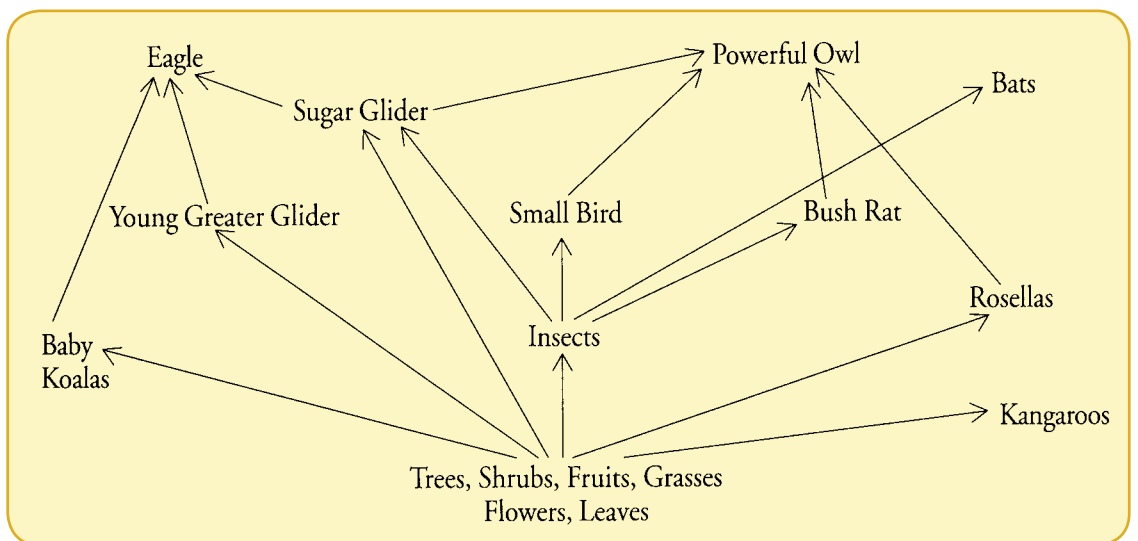 Eagle
Powerful Owl
Bats
Sugar Glider
Young Greater Glider
Small Bird
Bush Rat
Rosellas
Insects
Baby
Koalas
Kangaroos
Trees, Shrubs, Fruits, Grasses
Flowers, Leaves